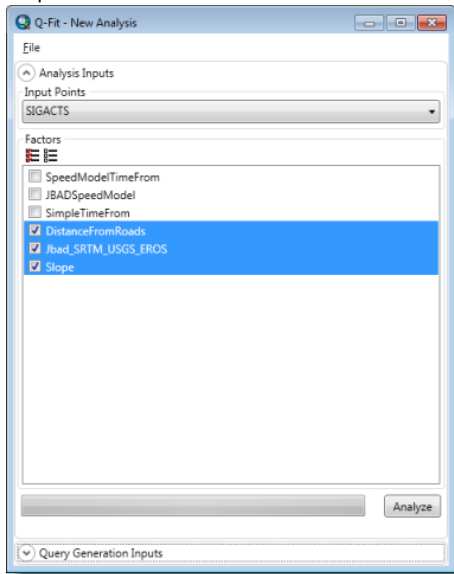 Q-Fit - New Analysis
File
Analysis Inputs
Input Points
SIGACTS
Factors
SpeedModelTimeFrom
JBADSpeedModel
SimpleTimeFrom
DistanceFromRoads
Jbad_SRTM_USGS_EROS
Slope
Analyze
Query Generation Inputs